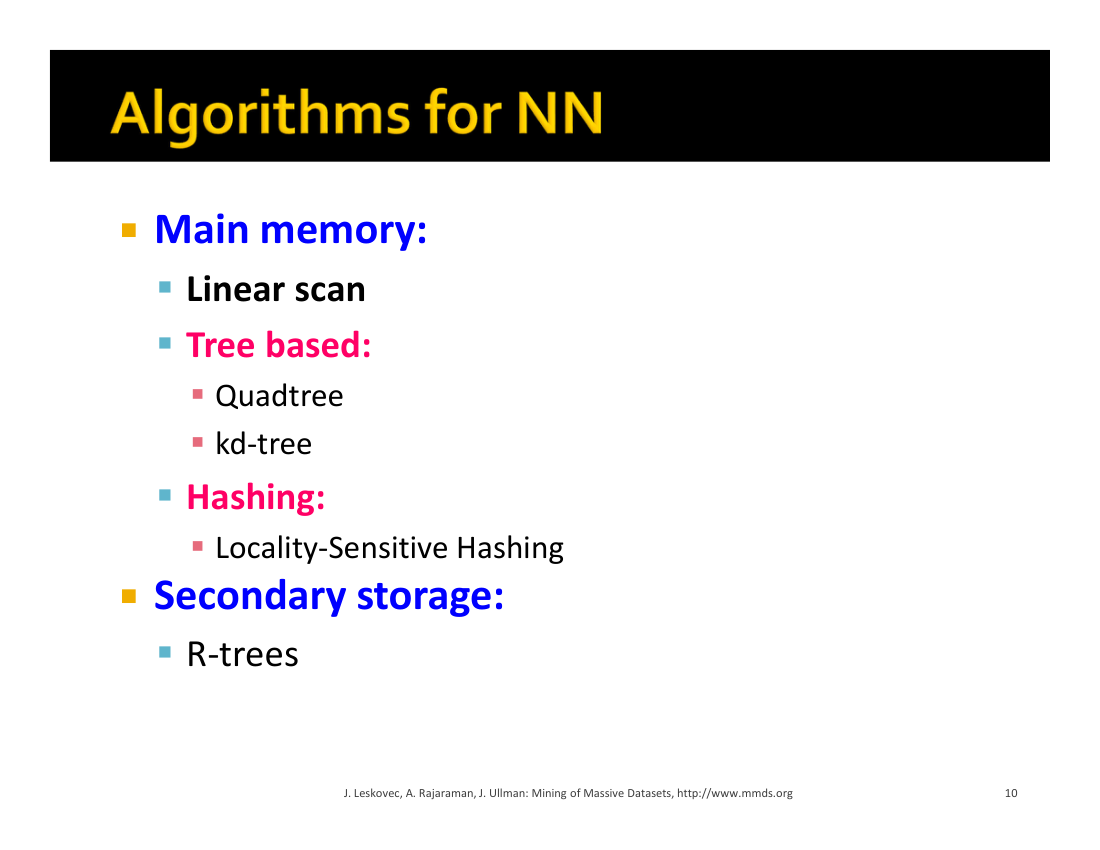 Algorithms for NN
Main memory:
Linear scan
Tree based:
Quadtree
kd-tree
Hashing:
Locality-Sensitive Hashing
Secondary storage:
R-trees
J. Leskovec, A. Rajaraman, J. Ullman: Mining of Massive Datasets, http://www.mmds.org
10